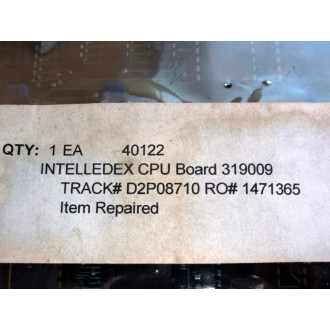 QTY: 1 EA 40122
INTELLEDEX CPU Board 319009
TRACK# D2P08710 RO# 1471365
Item Repaired